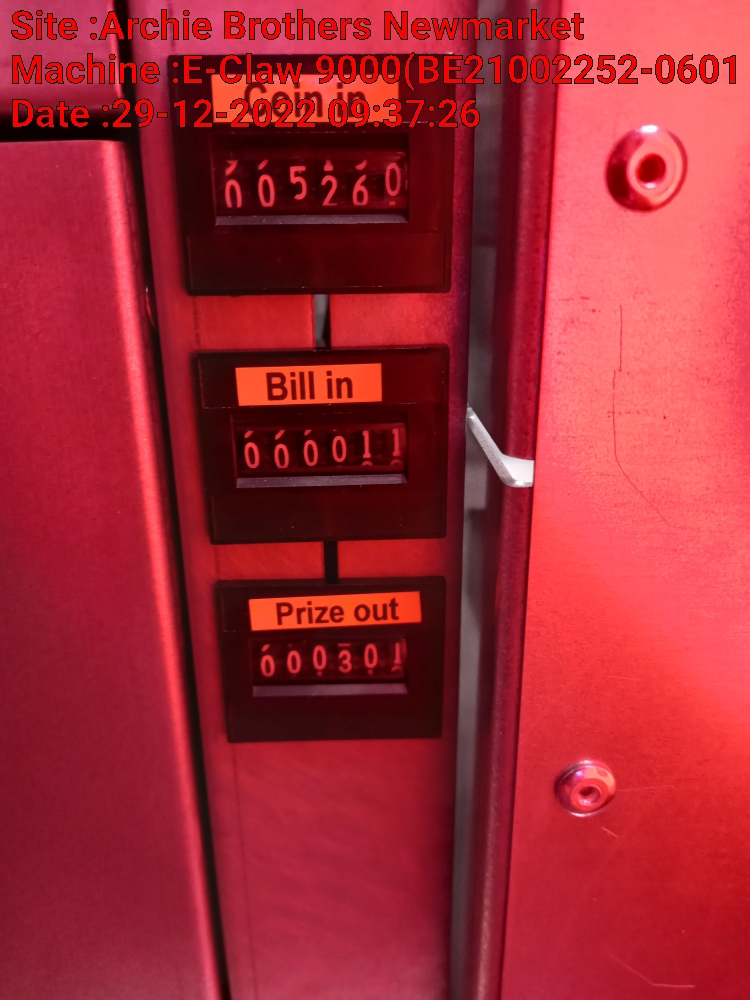 Site :Archie Brothers Newmarket
Machine :E-Claw 9000(BE21002252-0601
Date :29-12-2022 09:37:26
Coin in
005260
Bill in
000011
Prize out
000301